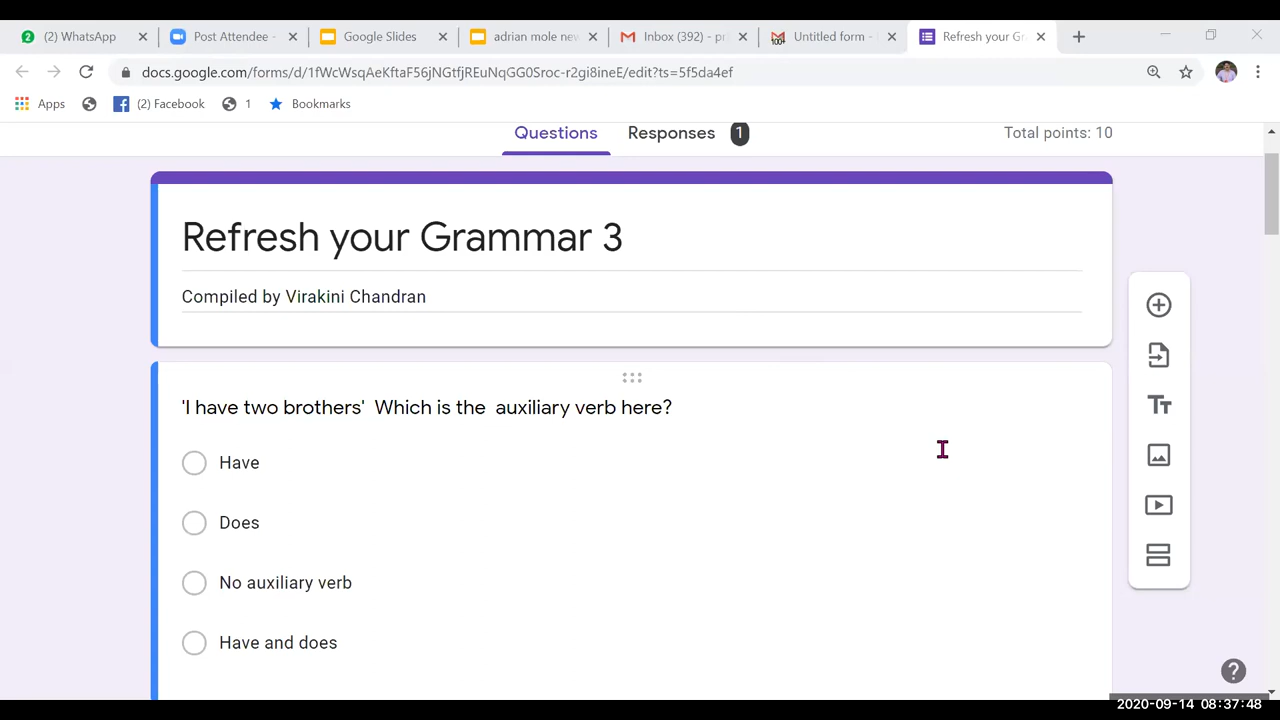 (2) WhatsApp Post Attendee - Google Slides adrian mole new Inbox (392) - pr Untitled form - Refresh your Gr
docs.google.com/forms/d/1fWcWsqAeKftaF56jNGtfjREuNqGG0Sroc-r2gi8ineE/edit?ts=5f5da4ef
Apps (2) Facebook 1 Bookmarks
Questions Responses 1 Total points: 10
Refresh your Grammar 3
Compiled by Virakini Chandran
'I have two brothers' Which is the auxiliary verb here?
Have
Does
No auxiliary verb
Have and does
2020-09-14 08:37:48